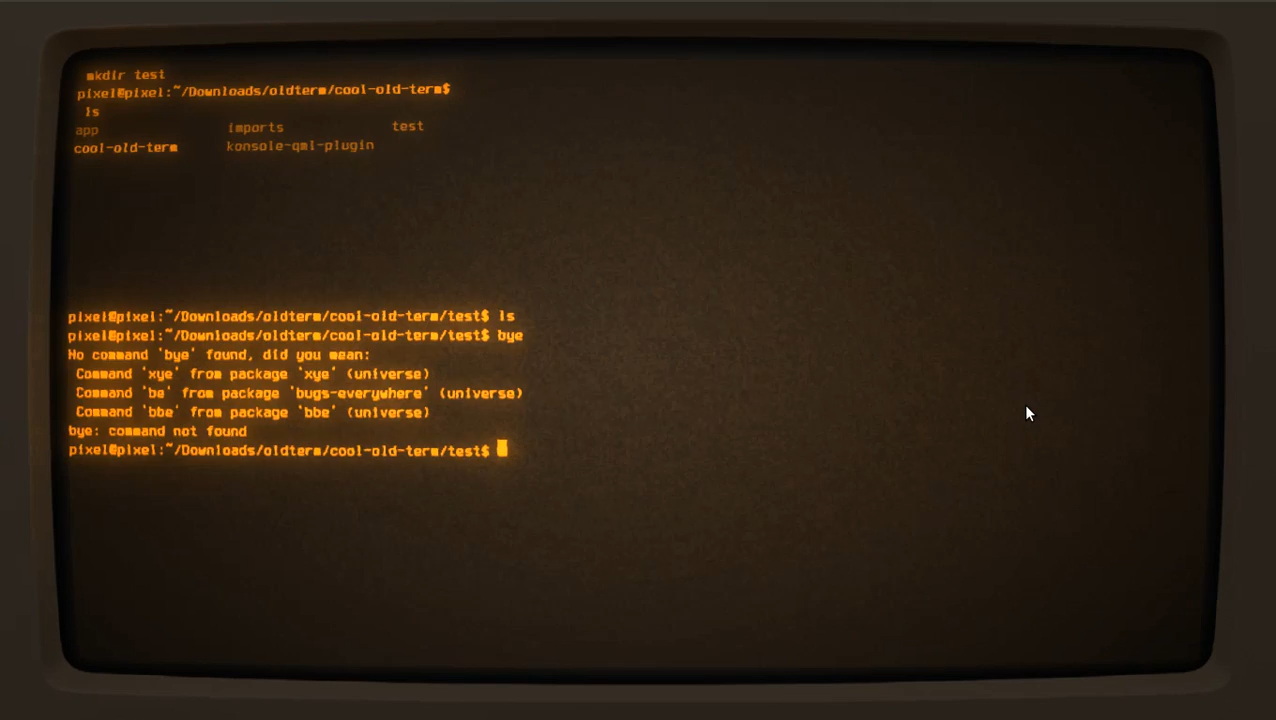 mkdir test
pixel@pixel:~/Downloads/oldterm/cool-old-term$
ls
app imports test
cool-old-term konsole-qml-plugin
pixel@pixel:~/Downloads/oldterm/cool-old-term/test$ ls
pixel@pixel:~/Downloads/oldterm/cool-old-term/test$ bye
No command 'bye' found, did you mean:
Command 'xye' from package 'xye' (universe)
Command 'be' from package 'bugs-everywhere' (universe)
Command 'bbe' from package 'bbe' (universe)
bye: command not found
pixel@pixel:~/Downloads/oldterm/cool-old-term/test$